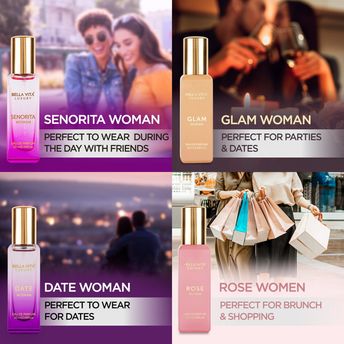 BELLA VITA
LUXURY
SENORITA
WOMAN
SENORITA WOMAN
PERFECT TO WEAR DURING
THE DAY WITH FRIENDS
BELLA VITA
LUXURY
GLAM
WOMAN
GLAM WOMAN
PERFECT FOR PARTIES
& DATES
BELLA VITA
LUXURY
DATE
WOMAN
DATE WOMAN
PERFECT TO WEAR
FOR DATES
BELLA VITA
LUXURY
ROSE
WOMAN
ROSE WOMEN
PERFECT FOR BRUNCH
& SHOPPING